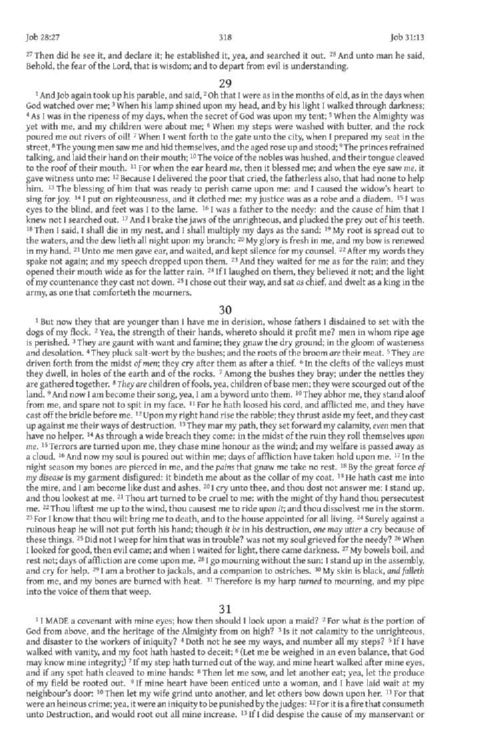 Job 28:27 318 Job 31:13
27 Then did he see it, and declare it; he established it, yea, and searched it out. 28 And unto man he said,
Behold, the fear of the Lord, that is wisdom; and to depart from evil is understanding.
29
1 And Job again took up his parable, and said, 2 Oh that I were as in the months of old, as in the days when
God watched over me; 3 When his lamp shined upon my head, and by his light I walked through darkness;
4 As I was in the ripeness of my days, when the secret of God was upon my tent; 5 When the Almighty was
yet with me, and my children were about me; 6 When my steps were washed with butter, and the rock
poured me out rivers of oil! 7 When I went forth to the gate unto the city, when I prepared my seat in the
street, 8 The young men saw me and hid themselves, and the aged rose up and stood; 9 The princes refrained
talking, and laid their hand on their mouth; 10 The voice of the nobles was hushed, and their tongue cleaved
to the roof of their mouth. 11 For when the ear heard me, then it blessed me; and when the eye saw me, it
gave witness unto me: 12 Because I delivered the poor that cried, the fatherless also, that had none to help
him. 13 The blessing of him that was ready to perish came upon me: and I caused the widow's heart to
sing for joy. 14 I put on righteousness, and it clothed me: my justice was as a robe and a diadem. 15 I was
eyes to the blind, and feet was I to the lame. 16 I was a father to the needy: and the cause of him that I
knew not I searched out. 17 And I brake the jaws of the unrighteous, and plucked the prey out of his teeth.
18 Then I said, I shall die in my nest, and I shall multiply my days as the sand: 19 My root is spread out to
the waters, and the dew lieth all night upon my branch: 20 My glory is fresh in me, and my bow is renewed
in my hand. 21 Unto me men gave ear, and waited, and kept silence for my counsel. 22 After my words they
spake not again; and my speech dropped upon them. 23 And they waited for me as for the rain; and they
opened their mouth wide as for the latter rain. 24 If I laughed on them, they believed it not; and the light
of my countenance they cast not down. 25 I chose out their way, and sat as chief, and dwelt as a king in the
army, as one that comforteth the mourners.
30
1 But now they that are younger than I have me in derision, whose fathers I disdained to set with the
dogs of my flock. 2 Yea, the strength of their hands, whereto should it profit me? men in whom ripe age
is perished. 3 They are gaunt with want and famine; they gnaw the dry ground; in the gloom of wasteness
and desolation. 4 They pluck salt-wort by the bushes; and the roots of the broom are their meat. 5 They are
driven forth from the midst of men; they cry after them as after a thief. 6 In the clefts of the valleys must
they dwell, in holes of the earth and of the rocks. 7 Among the bushes they bray; under the nettles they
are gathered together. 8 They are children of fools, yea, children of base men; they were scourged out of the
land. 9 And now I am become their song, yea, I am a byword unto them. 10 They abhor me, they stand aloof
from me, and spare not to spit in my face. 11 For he hath loosed his cord, and afflicted me, and they have
cast off the bridle before me. 12 Upon my right hand rise the rabble; they thrust aside my feet, and they cast
up against me their ways of destruction. 13 They mar my path, they set forward my calamity, even men that
have no helper. 14 As through a wide breach they come: in the midst of the ruin they roll themselves upon
me. 15 Terrors are turned upon me, they chase mine honour as the wind; and my welfare is passed away as
a cloud. 16 And now my soul is poured out within me; days of affliction have taken hold upon me. 17 In the
night season my bones are pierced in me, and the pains that gnaw me take no rest. 18 By the great force of
my disease is my garment disfigured: it bindeth me about as the collar of my coat. 19 He hath cast me into
the mire, and I am become like dust and ashes. 20 I cry unto thee, and thou dost not answer me: I stand up,
and thou lookest at me. 21 Thou art turned to be cruel to me: with the might of thy hand thou persecutest
me. 22 Thou liftest me up to the wind, thou causest me to ride upon it; and thou dissolvest me in the storm.
23 For I know that thou wilt bring me to death, and to the house appointed for all living. 24 Surely against a
ruinous heap he will not put forth his hand; though it be in his destruction, one may utter a cry because of
these things. 25 Did not I weep for him that was in trouble? was not my soul grieved for the needy? 26 When
I looked for good, then evil came; and when I waited for light, there came darkness. 27 My bowels boil, and
rest not; days of affliction are come upon me. 28 I go mourning without the sun: I stand up in the assembly,
and cry for help. 29 I am a brother to jackals, and a companion to ostriches. 30 My skin is black, and falleth
from me, and my bones are burned with heat. 31 Therefore is my harp turned to mourning, and my pipe
into the voice of them that weep.
31
1 I MADE a covenant with mine eyes; how then should I look upon a maid? 2 For what is the portion of
God from above, and the heritage of the Almighty from on high? 3 Is it not calamity to the unrighteous,
and disaster to the workers of iniquity? 4 Doth not he see my ways, and number all my steps? 5 If I have
walked with vanity, and my foot hath hasted to deceit; 6 (Let me be weighed in an even balance, that God
may know mine integrity;) 7 If my step hath turned out of the way, and mine heart walked after mine eyes,
and if any spot hath cleaved to mine hands: 8 Then let me sow, and let another eat; yea, let the produce
of my field be rooted out. 9 If mine heart have been enticed unto a woman, and I have laid wait at my
neighbour's door: 10 Then let my wife grind unto another, and let others bow down upon her. 11 For that
were an heinous crime; yea, it were an iniquity to be punished by the judges: 12 For it is a fire that consumeth
unto Destruction, and would root out all mine increase. 13 If I did despise the cause of my manservant or